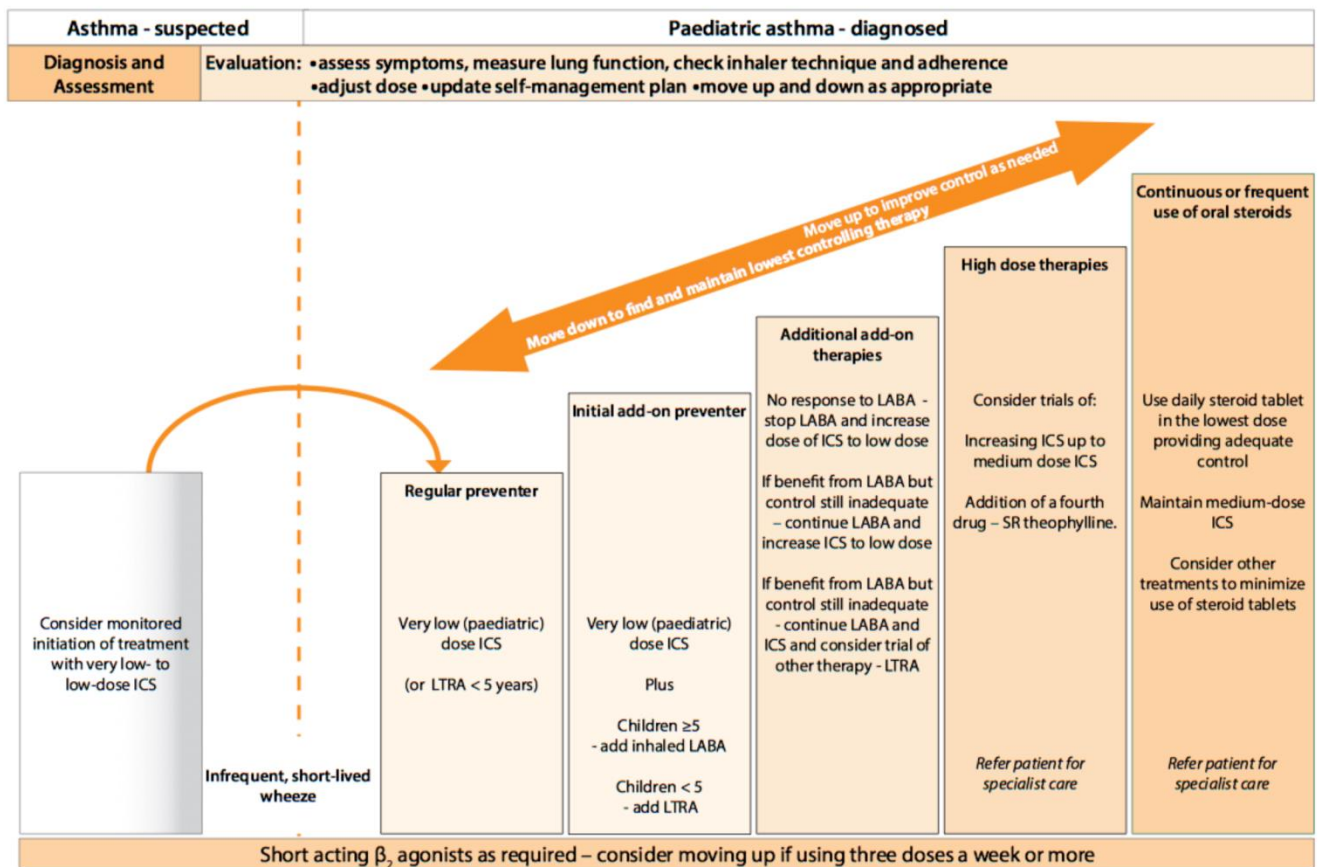 Asthma - suspected
Paediatric asthma - diagnosed
Diagnosis and
Assessment
Evaluation: •assess symptoms, measure lung function, check inhaler technique and adherence
•adjust dose •update self-management plan •move up and down as appropriate
Move up to improve control as needed
Move down to find and maintain lowest controlling therapy
Consider monitored
initiation of treatment
with very low- to
low-dose ICS
Infrequent, short-lived
wheeze
Regular preventer
Very low (paediatric)
dose ICS
(or LTRA < 5 years)
Initial add-on preventer
Very low (paediatric)
dose ICS
Plus
Children ≥5
- add inhaled LABA
Children < 5
- add LTRA
Additional add-on
therapies
No response to LABA -
stop LABA and increase
dose of ICS to low dose
If benefit from LABA but
control still inadequate
– continue LABA and
increase ICS to low dose
If benefit from LABA but
control still inadequate
- continue LABA and
ICS and consider trial of
other therapy - LTRA
High dose therapies
Consider trials of:
Increasing ICS up to
medium dose ICS
Addition of a fourth
drug – SR theophylline.
Refer patient for
specialist care
Continuous or frequent
use of oral steroids
Use daily steroid tablet
in the lowest dose
providing adequate
control
Maintain medium-dose
ICS
Consider other
treatments to minimize
use of steroid tablets
Refer patient for
specialist care
Short acting β₂ agonists as required – consider moving up if using three doses a week or more